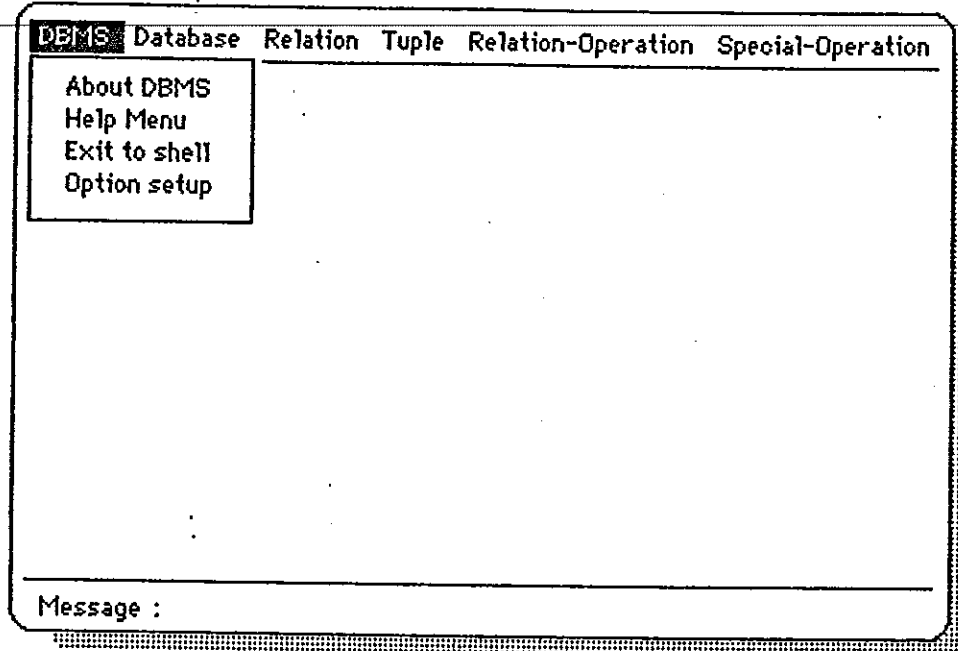 DBMS Database Relation Tuple Relation-Operation Special-Operation
About DBMS
Help Menu
Exit to shell
Option setup
Message :